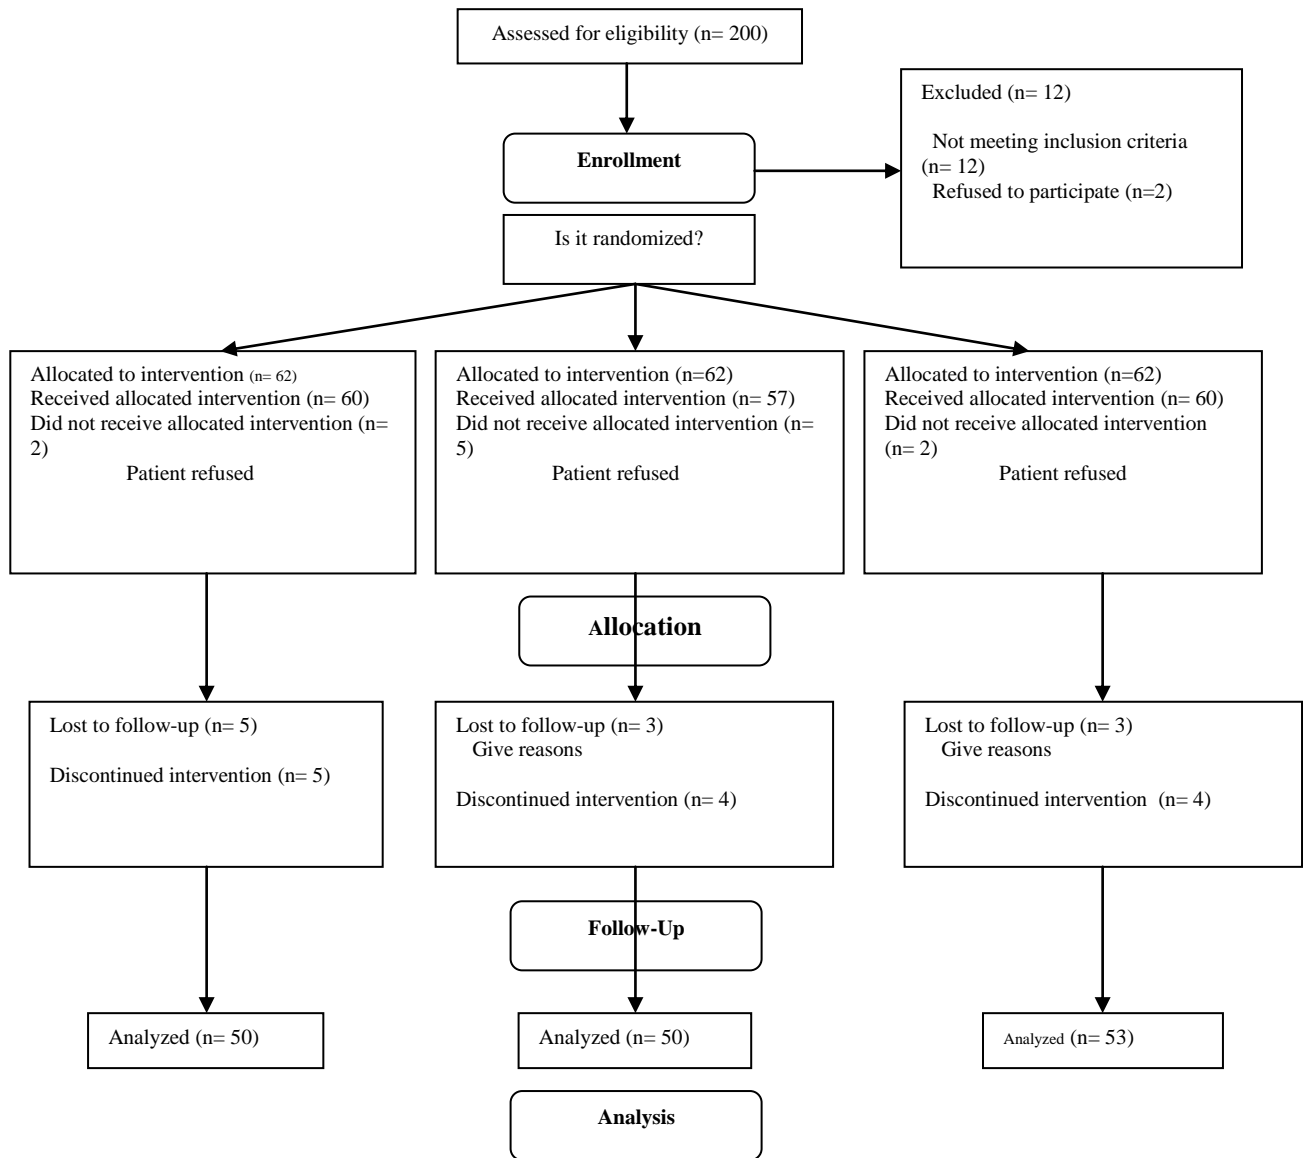 Assessed for eligibility (n= 200)
Excluded (n= 12)
Not meeting inclusion criteria
(n= 12)
Refused to participate (n=2)
Enrollment
Is it randomized?
Allocated to intervention (n= 62)
Received allocated intervention (n= 60)
Did not receive allocated intervention (n=
2)
Patient refused
Allocated to intervention (n=62)
Received allocated intervention (n= 57)
Did not receive allocated intervention (n=
5)
Patient refused
Allocated to intervention (n=62)
Received allocated intervention (n= 60)
Did not receive allocated intervention
(n= 2)
Patient refused
Allocation
Lost to follow-up (n= 5)
Discontinued intervention (n= 5)
Lost to follow-up (n= 3)
Give reasons
Discontinued intervention (n= 4)
Lost to follow-up (n= 3)
Give reasons
Discontinued intervention (n= 4)
Follow-Up
Analyzed (n= 50)
Analyzed (n= 50)
Analyzed (n= 53)
Analysis